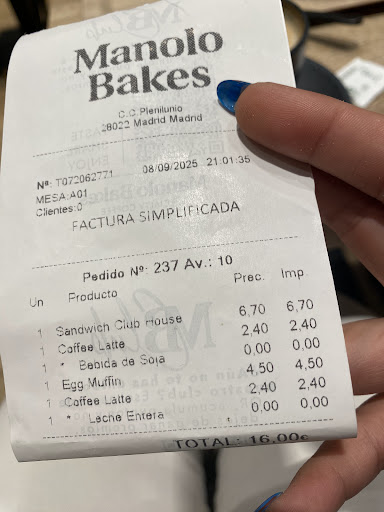 Manolo
Bakes
C.C Plenilunio
28022 Madrid Madrid
Nº: T072062771 08/09/2025 21:01:35
MESA:A01
Clientes:0
FACTURA SIMPLIFICADA
Pedido Nº: 237 Av.: 10
Un Producto Prec. Imp
1 Sandwich Club House 6,70 6,70
1 Coffee Latte 2,40 2,40
1 * Bebida de Soja 0,00 0,00
1 Egg Muffin 4,50 4,50
1 Coffee Latte 2,40 2,40
1 * Leche Entera 0,00 0,00
TOTAL: 16,00€